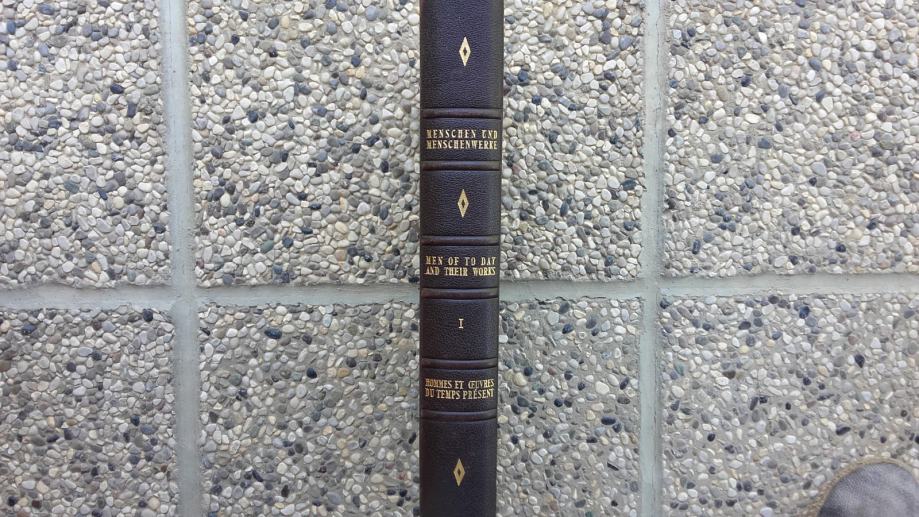 MENSCHEN UND
MENSCHENWERKE
MEN OF TO DAY
AND THEIR WORKS
I
HOMMES ET ŒUVRES
DU TEMPS PRÉSENT